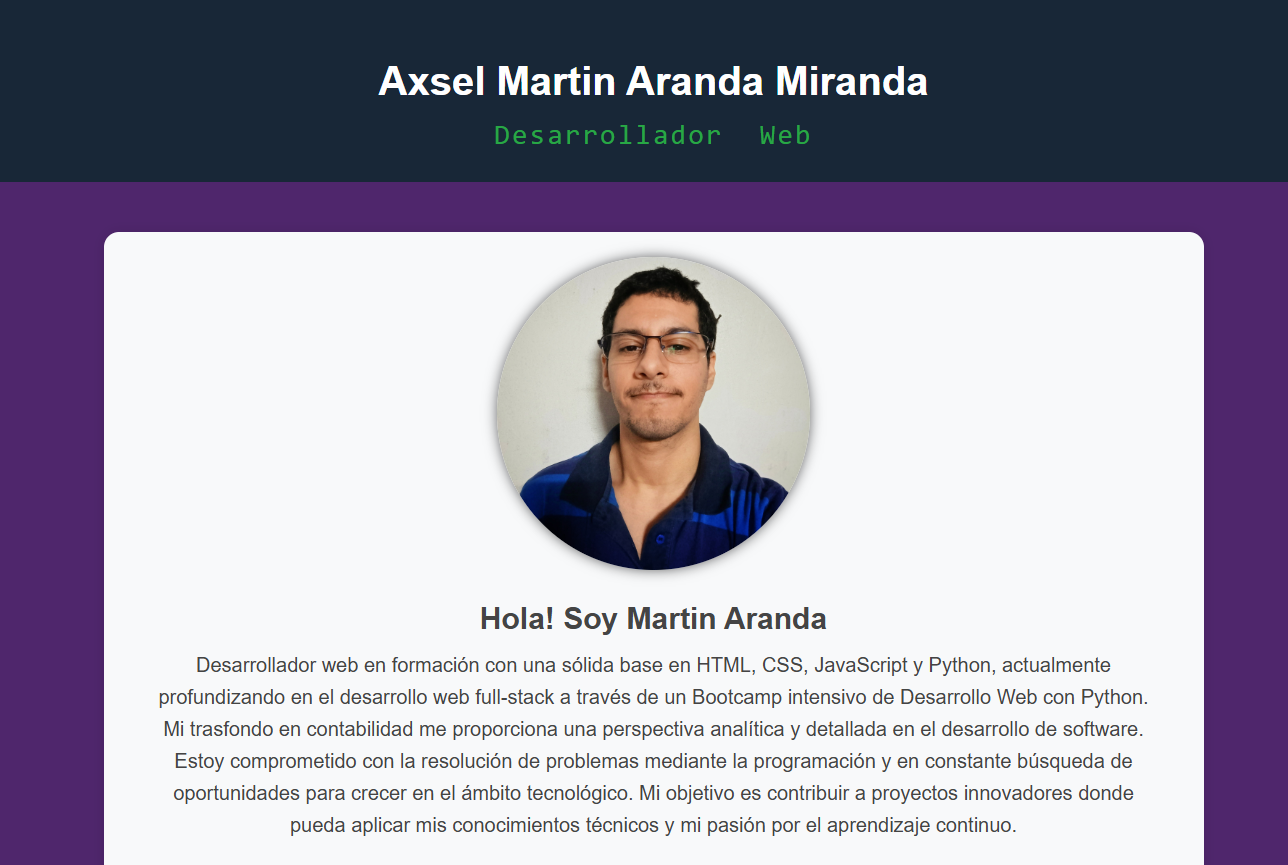 Axsel Martin Aranda Miranda
Desarrollador Web
Hola! Soy Martin Aranda
Desarrollador web en formación con una sólida base en HTML, CSS, JavaScript y Python, actualmente
profundizando en el desarrollo web full-stack a través de un Bootcamp intensivo de Desarrollo Web con Python.
Mi trasfondo en contabilidad me proporciona una perspectiva analítica y detallada en el desarrollo de software.
Estoy comprometido con la resolución de problemas mediante la programación y en constante búsqueda de
oportunidades para crecer en el ámbito tecnológico. Mi objetivo es contribuir a proyectos innovadores donde
pueda aplicar mis conocimientos técnicos y mi pasión por el aprendizaje continuo.